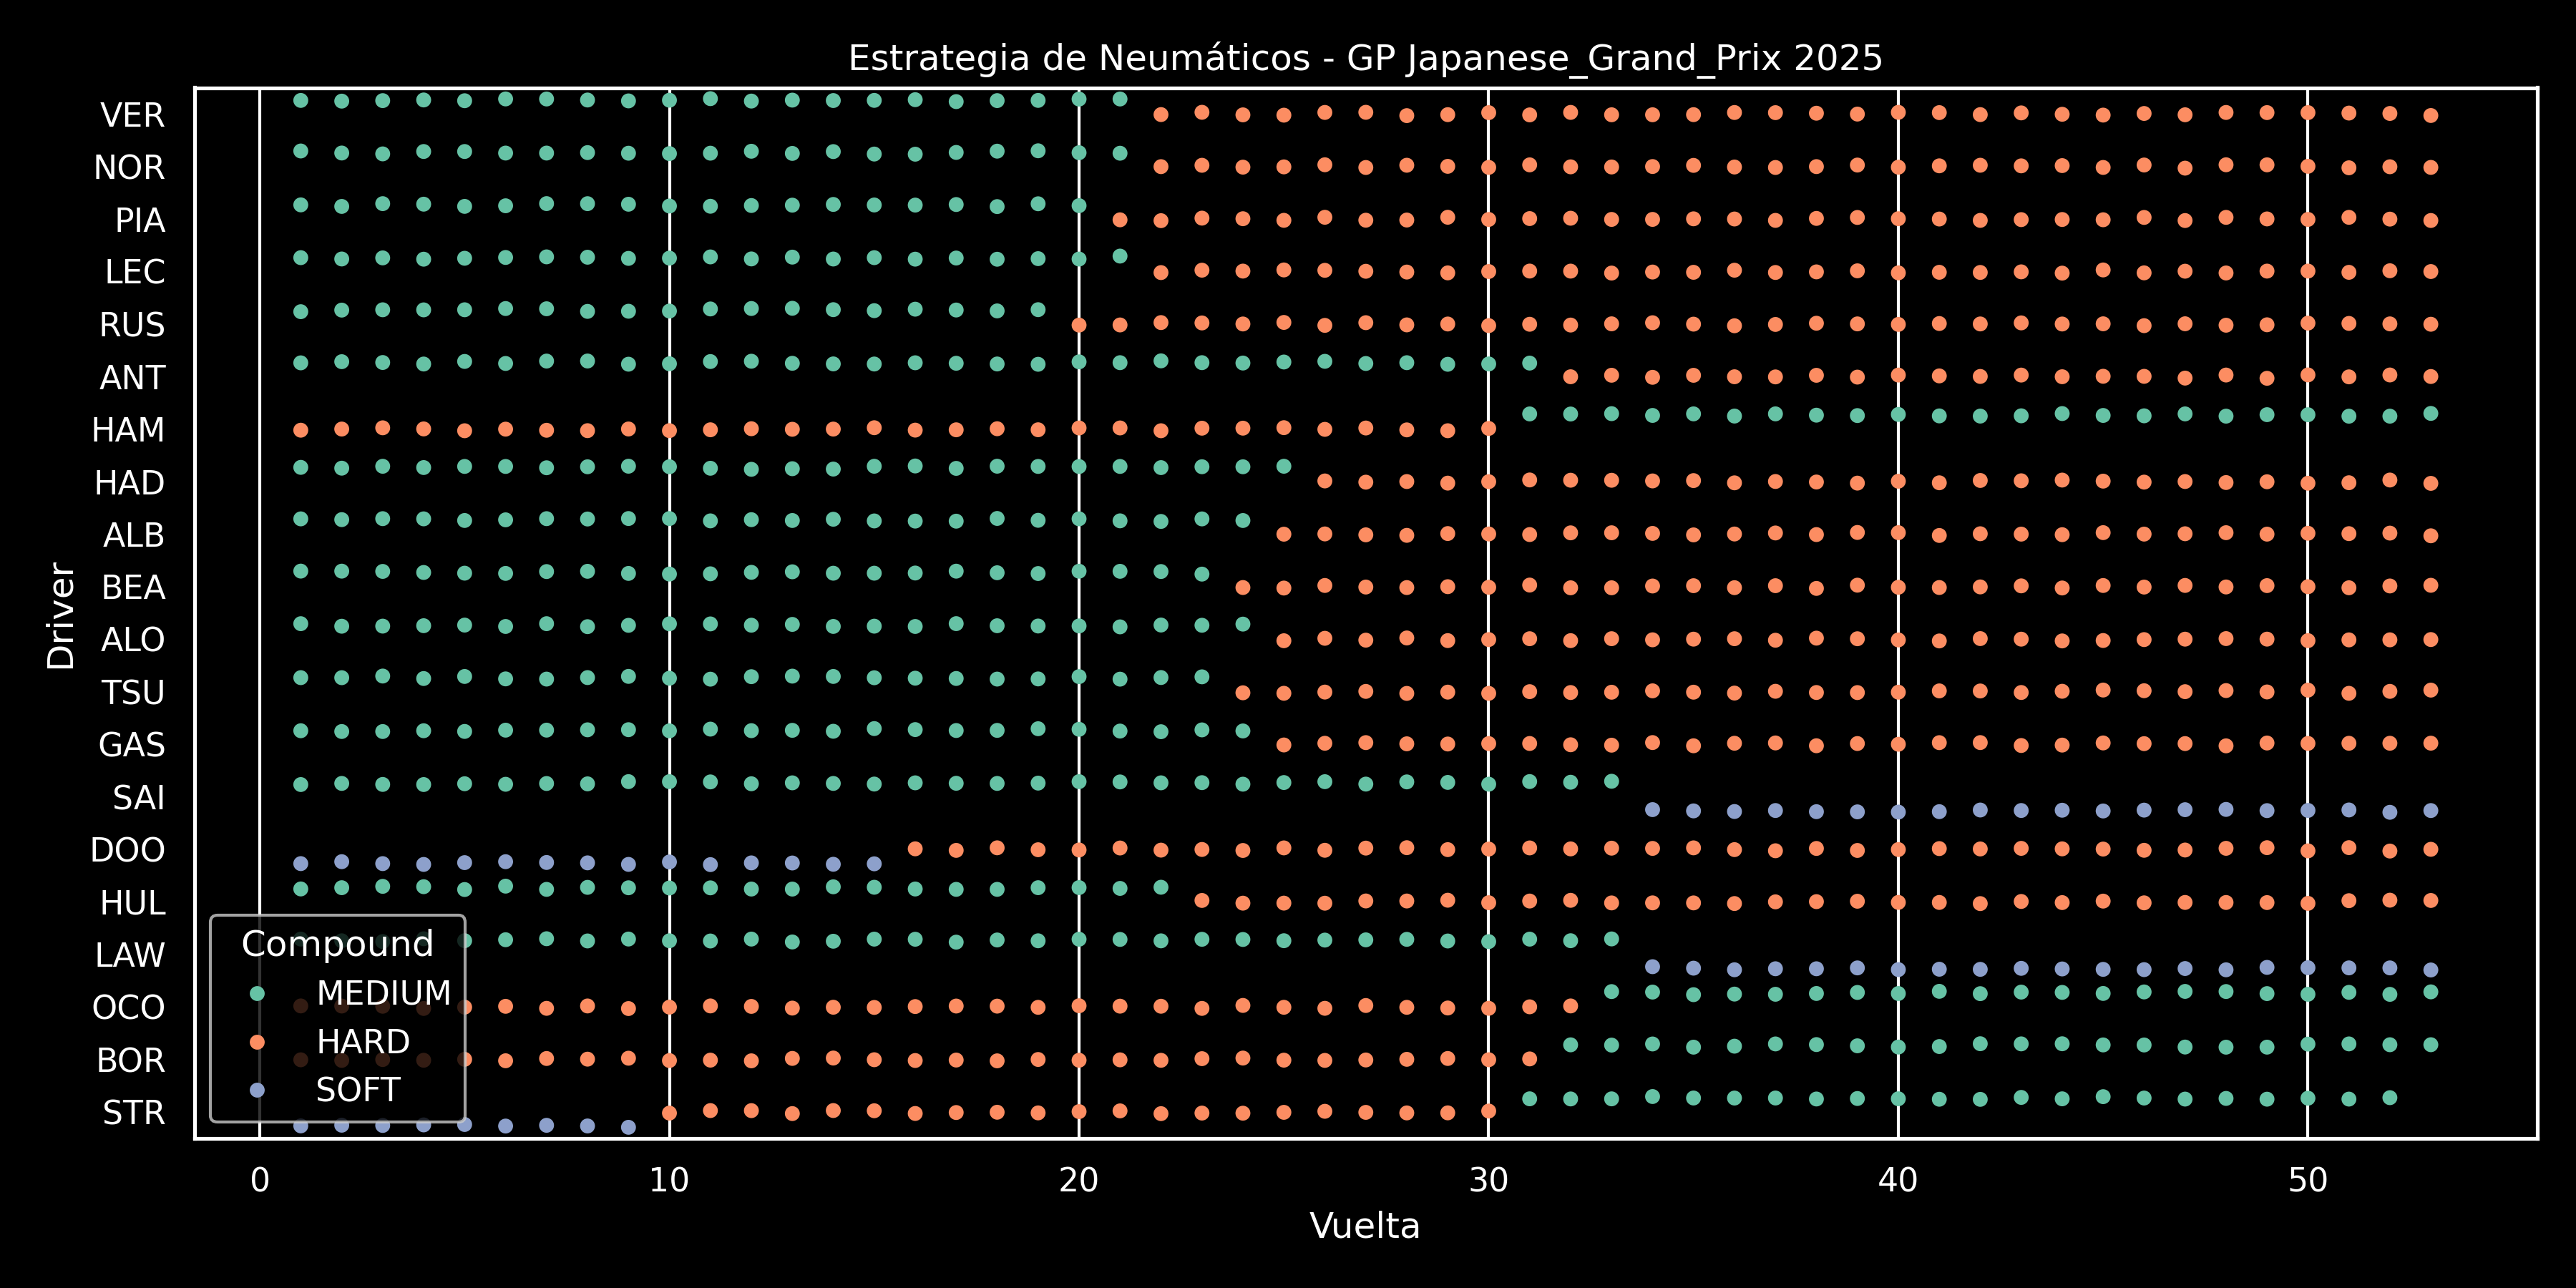 Estrategia de Neumáticos - GP Japanese_Grand_Prix 2025
VER
NOR
PIA
LEC
RUS
ANT
HAM
HAD
ALB
BEA
ALO
TSU
GAS
SAI
DOO
HUL
LAW
OCO
BOR
STR
Driver
Compound
MEDIUM
HARD
SOFT
0 10 20 30 40 50
Vuelta